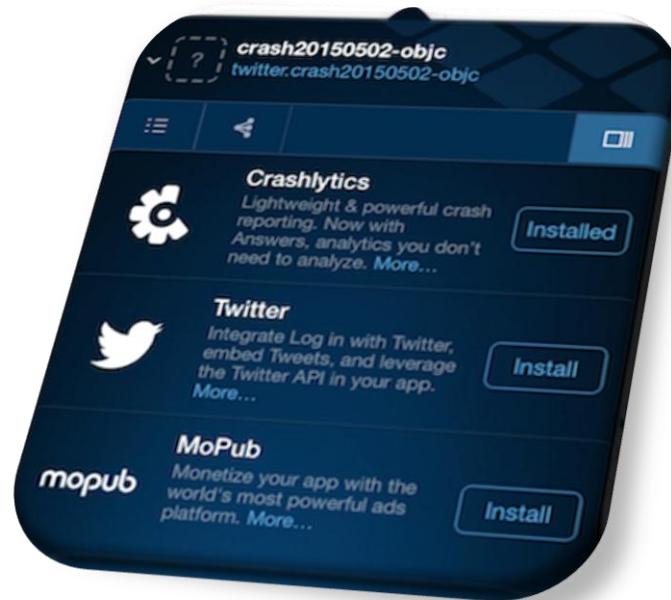 ?
crash20150502-objc
twitter.crash20150502-objc
Crashlytics
Lightweight & powerful crash
reporting. Now with
Answers, analytics you don't
need to analyze. More...
Installed
Twitter
Integrate Log in with Twitter,
embed Tweets, and leverage
the Twitter API in your app.
More...
Install
mopub
MoPub
Monetize your app with the
world's most powerful ads
platform. More...
Install